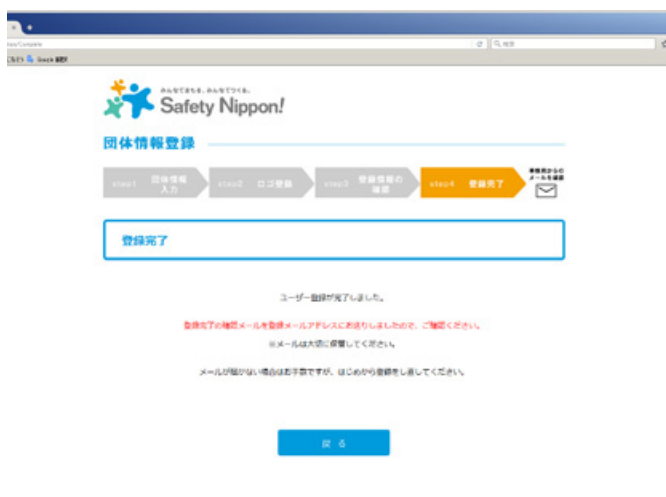 検索
みんなでまもる。みんなでつくる。
Safety Nippon!
団体情報登録
step1 団体情報
入力
step2 ロゴ登録
step3 登録情報の
確認
step4 登録完了
事務局からの
メールを確認
登録完了
ユーザー登録が完了しました。
登録完了の確認メールを登録メールアドレスにお送りしましたので、ご確認ください。
※メールは大切に保管してください。
メールが届かない場合はお手数ですが、はじめから登録をし直してください。
戻る